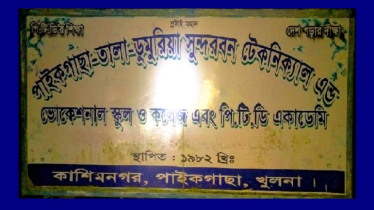 পাইকগাছা-তালা-ডুমুরিয়া সুন্দরবন টেকনিক্যাল এন্ড
ভোকেশনাল স্কুল ও কলেজ এবং পি.টি.ডি একাডেমি
স্থাপিত : ১৯৮২ খ্রিঃ
কাশিমনগর, পাইকগাছা, খুলনা ।